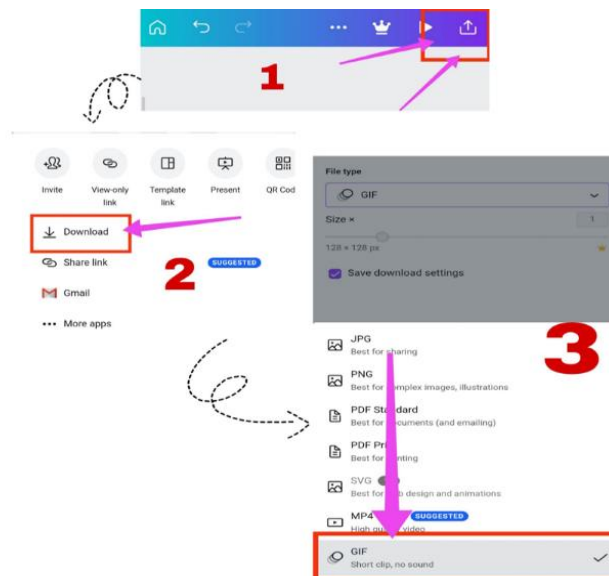 1
Invite
View-only link
Template link
Present
QR Cod
Download
Share link
SUGGESTED
2
Gmail
More apps
File type
GIF
Size ×
1
128 × 128 px
Save download settings
3
JPG
Best for sharing
PNG
Best for complex images, illustrations
PDF Standard
Best for documents (and emailing)
PDF Pri
Best for printing
SVG
Best for web design and animations
MP4
SUGGESTED
High quality video
GIF
Short clip, no sound